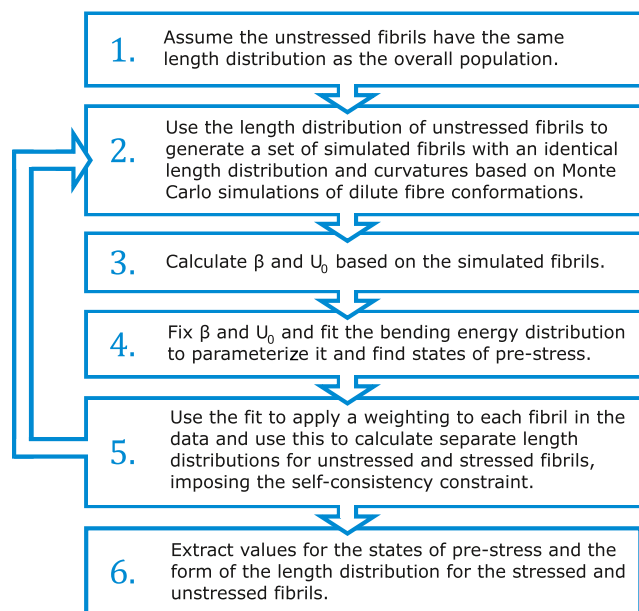 1.
Assume the unstressed fibrils have the same
length distribution as the overall population.
2.
Use the length distribution of unstressed fibrils to
generate a set of simulated fibrils with an identical
length distribution and curvatures based on Monte
Carlo simulations of dilute fibre conformations.
3.
Calculate β and U₀ based on the simulated fibrils.
4.
Fix β and U₀ and fit the bending energy distribution
to parameterize it and find states of pre-stress.
5.
Use the fit to apply a weighting to each fibril in the
data and use this to calculate separate length
distributions for unstressed and stressed fibrils,
imposing the self-consistency constraint.
6.
Extract values for the states of pre-stress and the
form of the length distribution for the stressed and
unstressed fibrils.